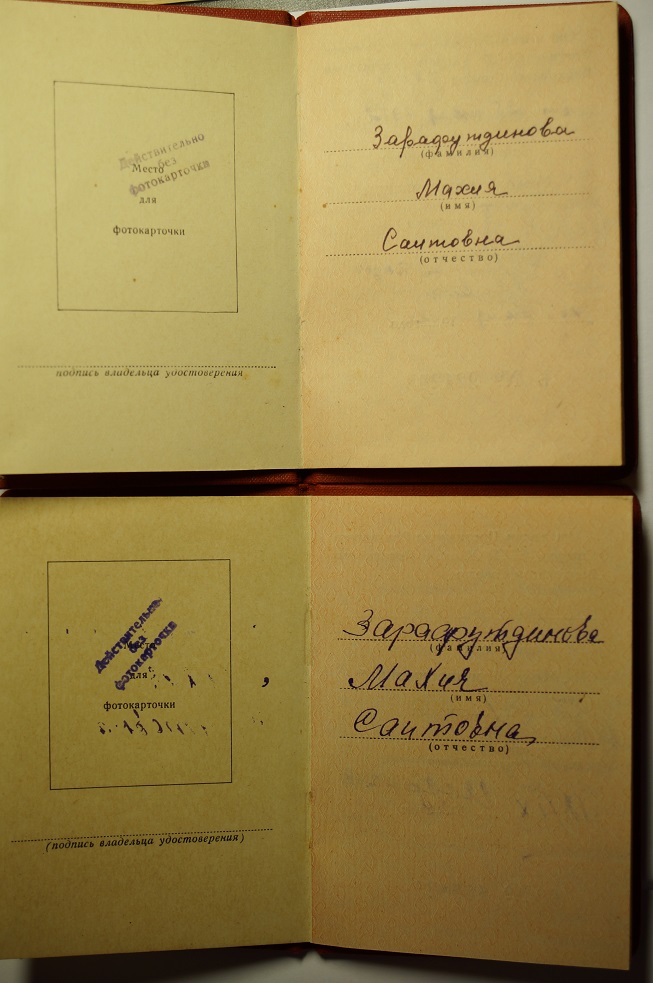 Действительно
без
фотокарточки
Место
для
фотокарточки
подпись владельца удостоверения
Зарафутдинова
(фамилия)
Махия
(имя)
Саитовна
(отчество)
Действительно
без
фотокарточки
для
фотокарточки
(подпись владельца удостоверения)
Зарафутдинова
(фамилия)
Махия
(имя)
Саитовна
(отчество)